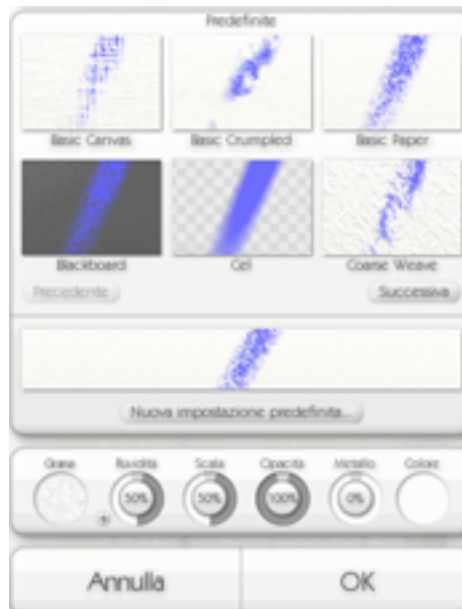 Predefinite
Basic Canvas Basic Crumpled Basic Paper
Blackboard Cel Coarse Weave
Precedente Successiva
Nuova impostazione predefinita...
Grana Ruvidità Scala Opacità Metallo Colore
50% 50% 100% 0%
Annulla OK